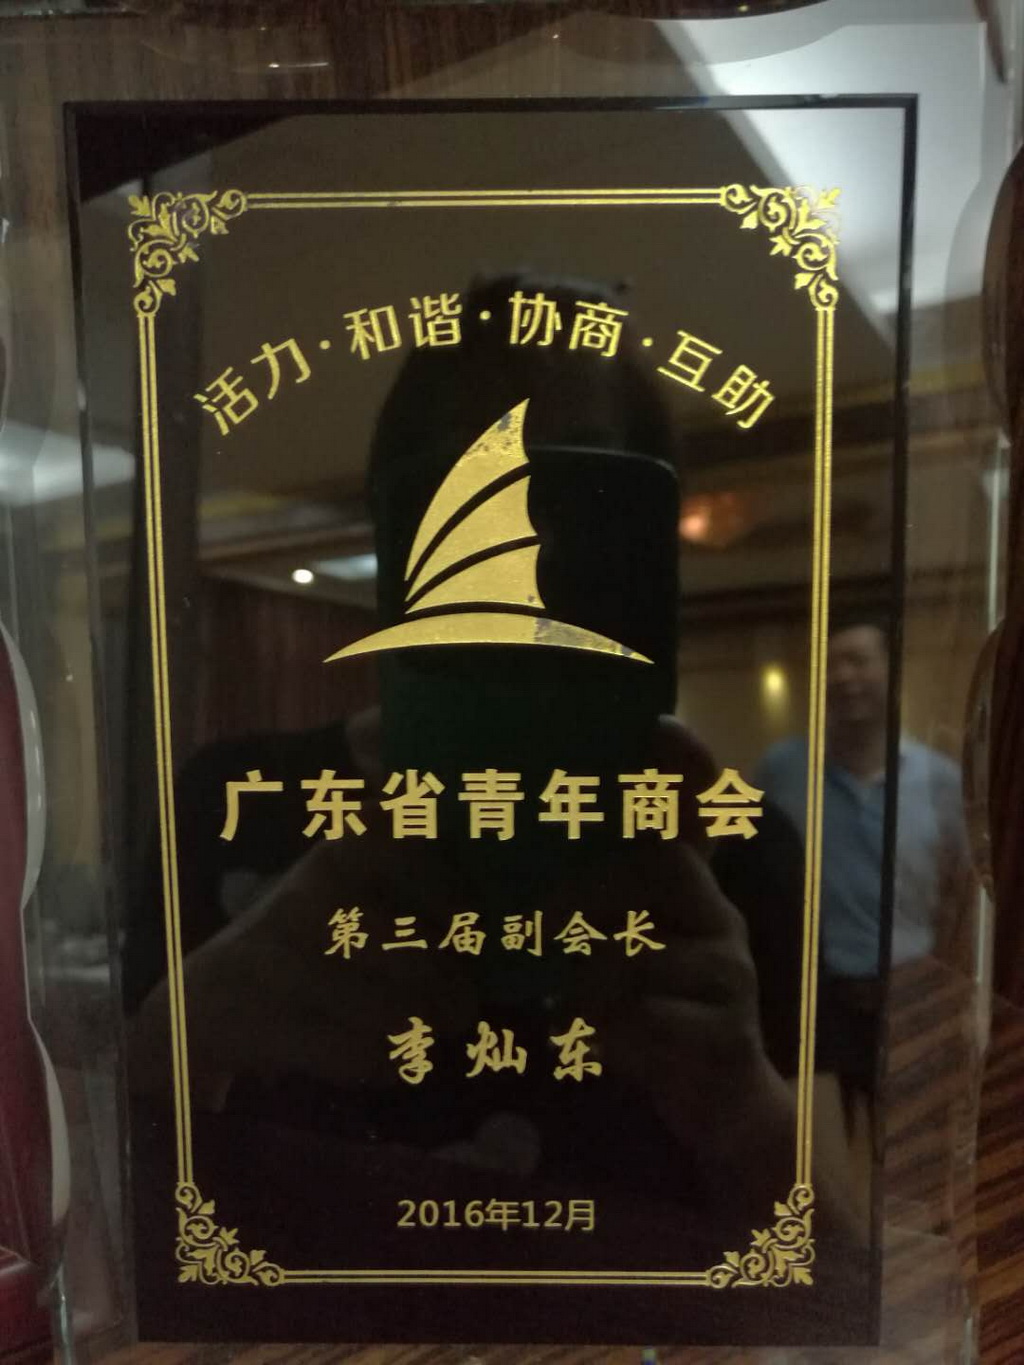 活力·和谐·协商·互助
广东省青年商会
第三届副会长
李灿东
2016年12月